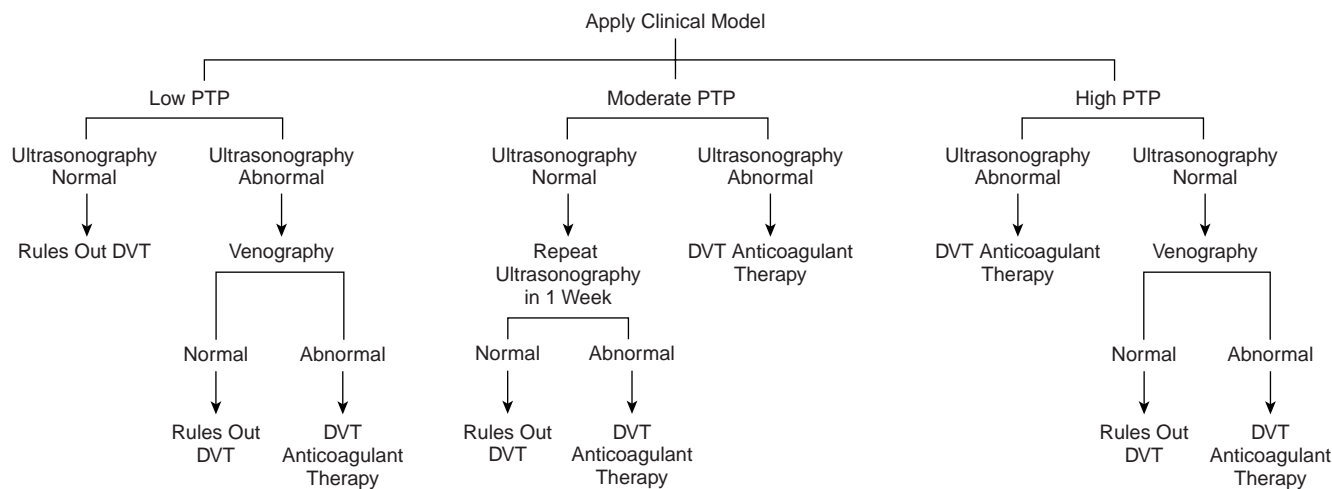 Apply Clinical Model
Low PTP
Moderate PTP
High PTP
Ultrasonography
Normal
Ultrasonography
Abnormal
Ultrasonography
Normal
Ultrasonography
Abnormal
Ultrasonography
Abnormal
Ultrasonography
Normal
Rules Out DVT
Venography
Repeat
Ultrasonography
in 1 Week
DVT Anticoagulant
Therapy
DVT Anticoagulant
Therapy
Venography
Normal
Abnormal
Normal
Abnormal
Normal
Abnormal
Rules Out
DVT
DVT
Anticoagulant
Therapy
Rules Out
DVT
DVT
Anticoagulant
Therapy
Rules Out
DVT
DVT
Anticoagulant
Therapy